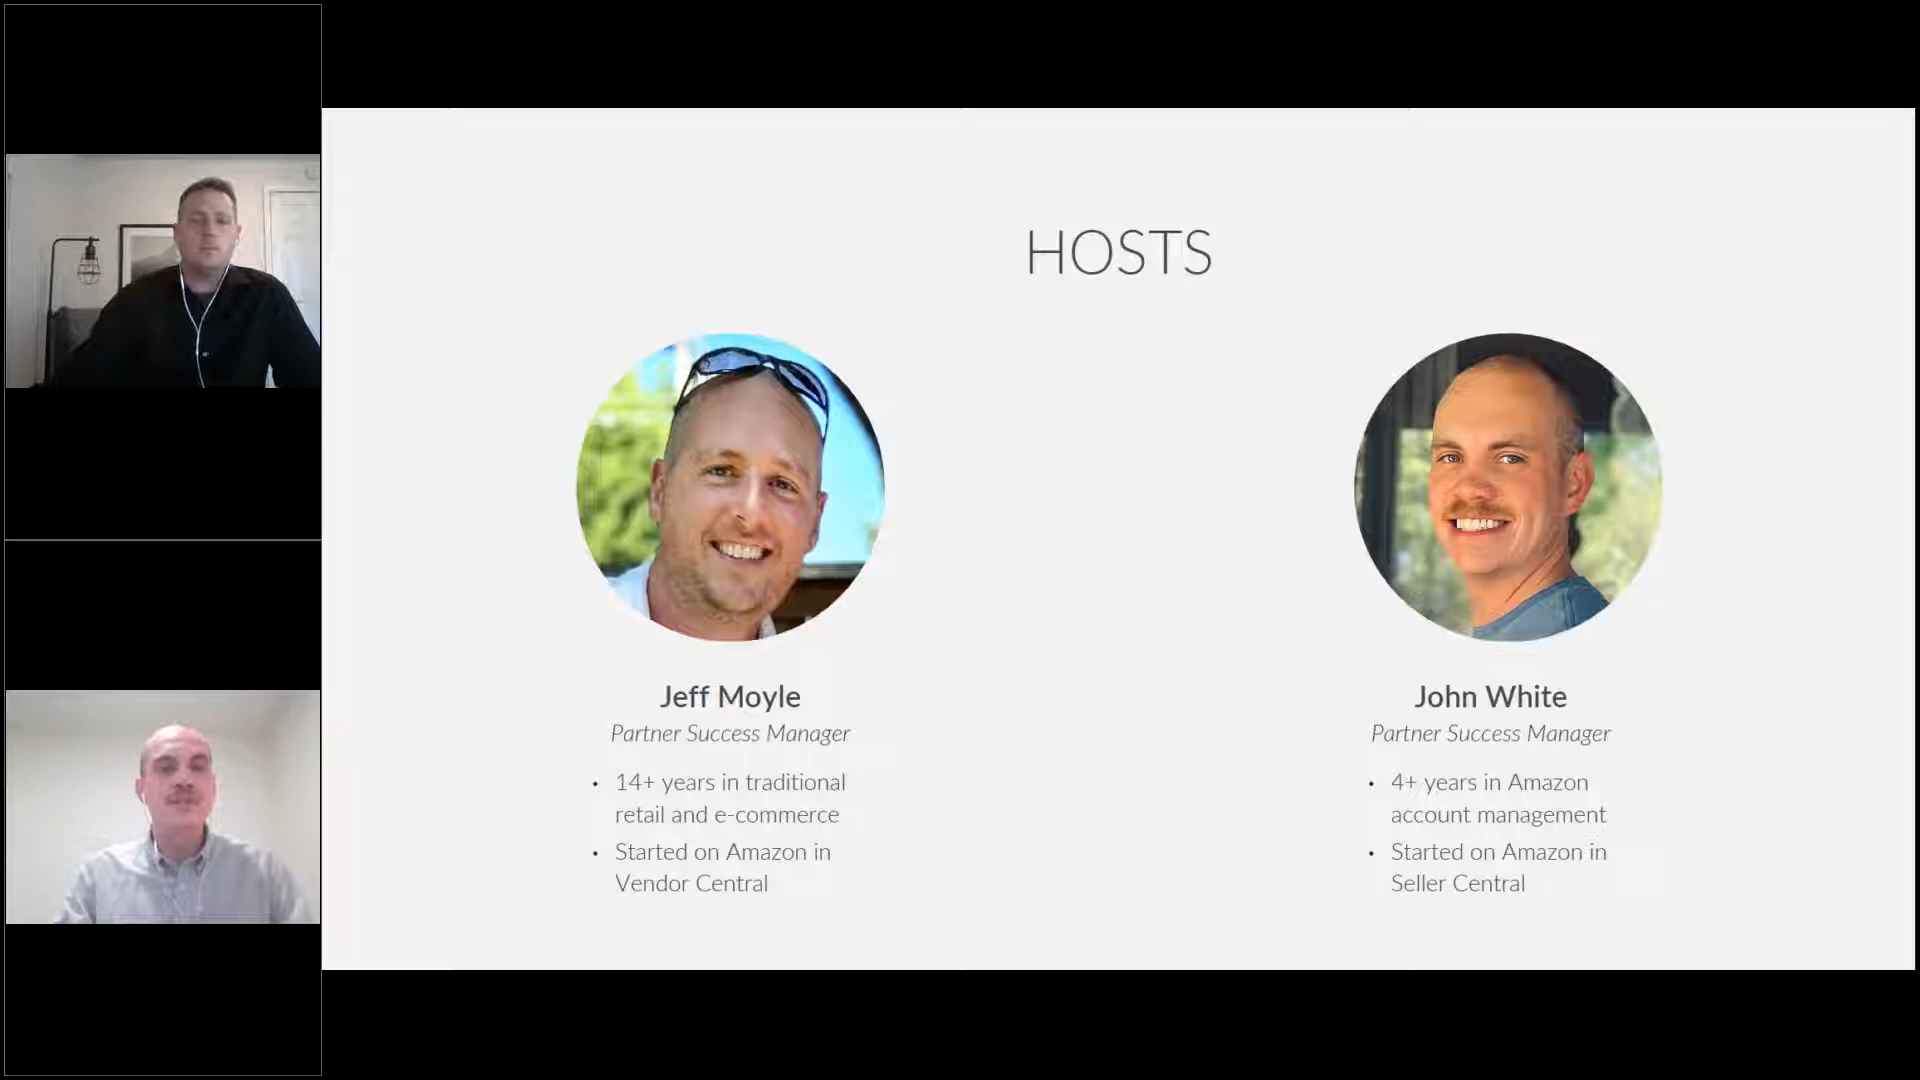 HOSTS
Jeff Moyle
Partner Success Manager
• 14+ years in traditional
retail and e-commerce
• Started on Amazon in
Vendor Central
John White
Partner Success Manager
• 4+ years in Amazon
account management
• Started on Amazon in
Seller Central